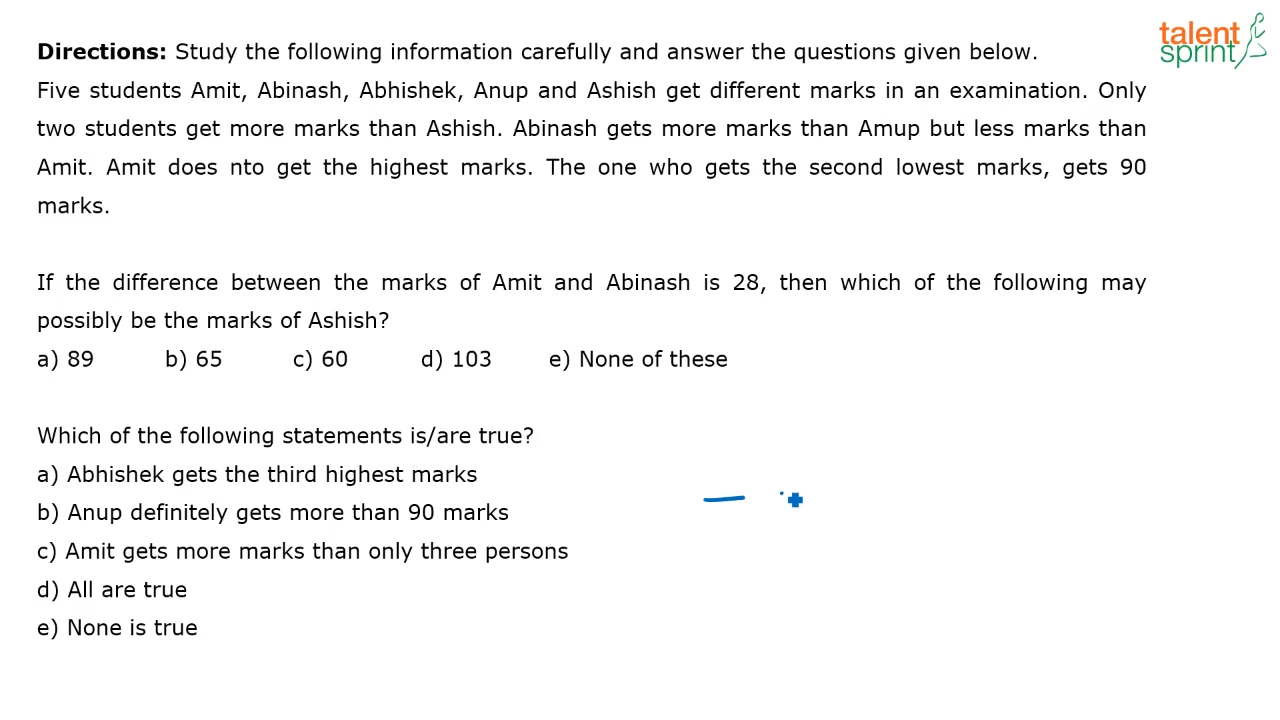 talent
sprint
Directions: Study the following information carefully and answer the questions given below.
Five students Amit, Abinash, Abhishek, Anup and Ashish get different marks in an examination. Only
two students get more marks than Ashish. Abinash gets more marks than Amup but less marks than
Amit. Amit does nto get the highest marks. The one who gets the second lowest marks, gets 90
marks.
If the difference between the marks of Amit and Abinash is 28, then which of the following may
possibly be the marks of Ashish?
a) 89 b) 65 c) 60 d) 103 e) None of these
Which of the following statements is/are true?
a) Abhishek gets the third highest marks
b) Anup definitely gets more than 90 marks
c) Amit gets more marks than only three persons
d) All are true
e) None is true